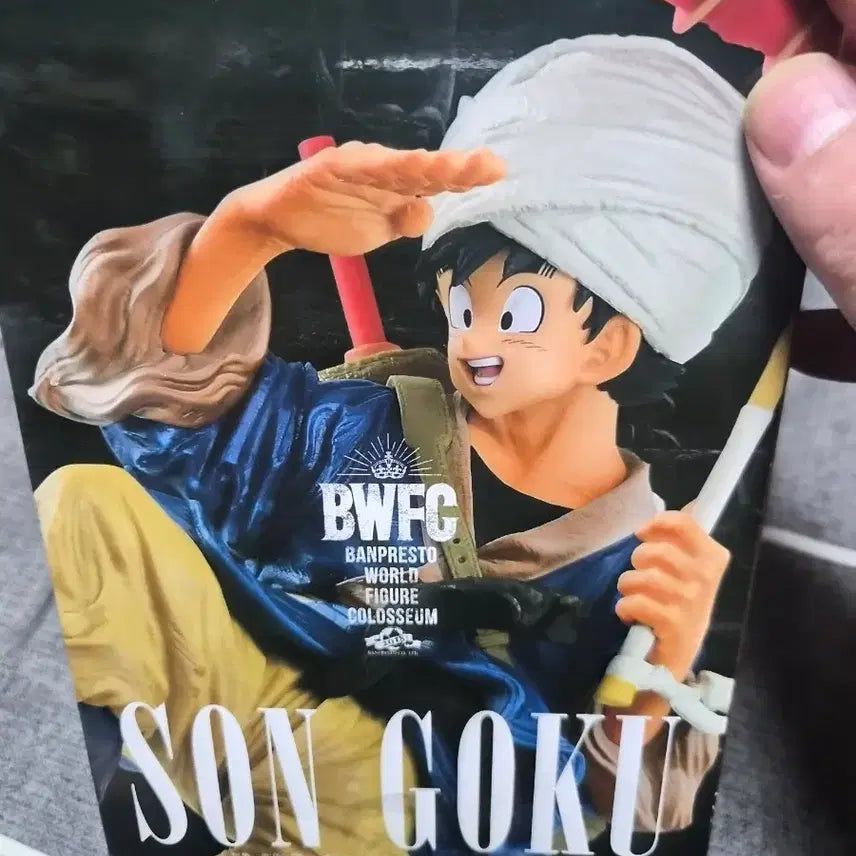 BWFC
BANPRESTO
WORLD
FIGURE
COLOSSEUM
SON GOKU